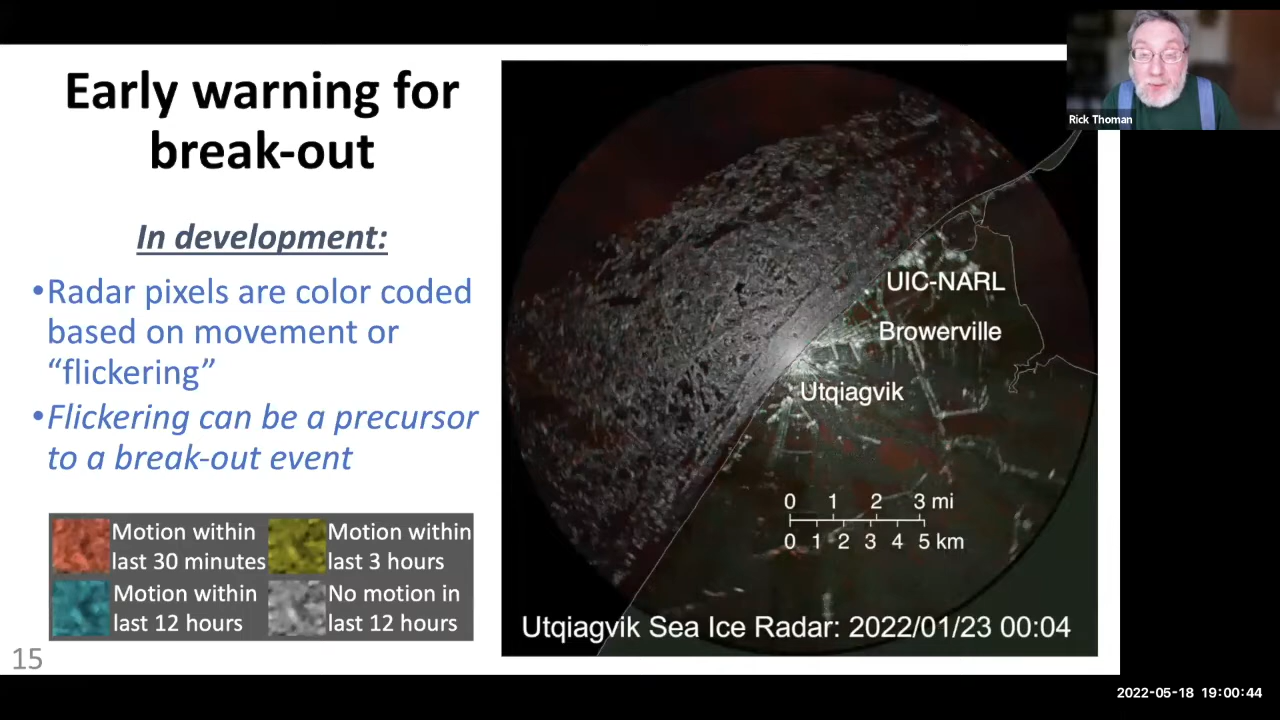 Early warning for
break-out
In development:
•Radar pixels are color coded
based on movement or
“flickering”
•Flickering can be a precursor
to a break-out event
Motion within
last 30 minutes
Motion within
last 3 hours
Motion within
last 12 hours
No motion in
last 12 hours
15
UIC-NARL
Browerville
Utqiagvik
0 1 2 3 mi
0 1 2 3 4 5 km
Utqiagvik Sea Ice Radar: 2022/01/23 00:04
Rick Thoman
2022-05-18 19:00:44